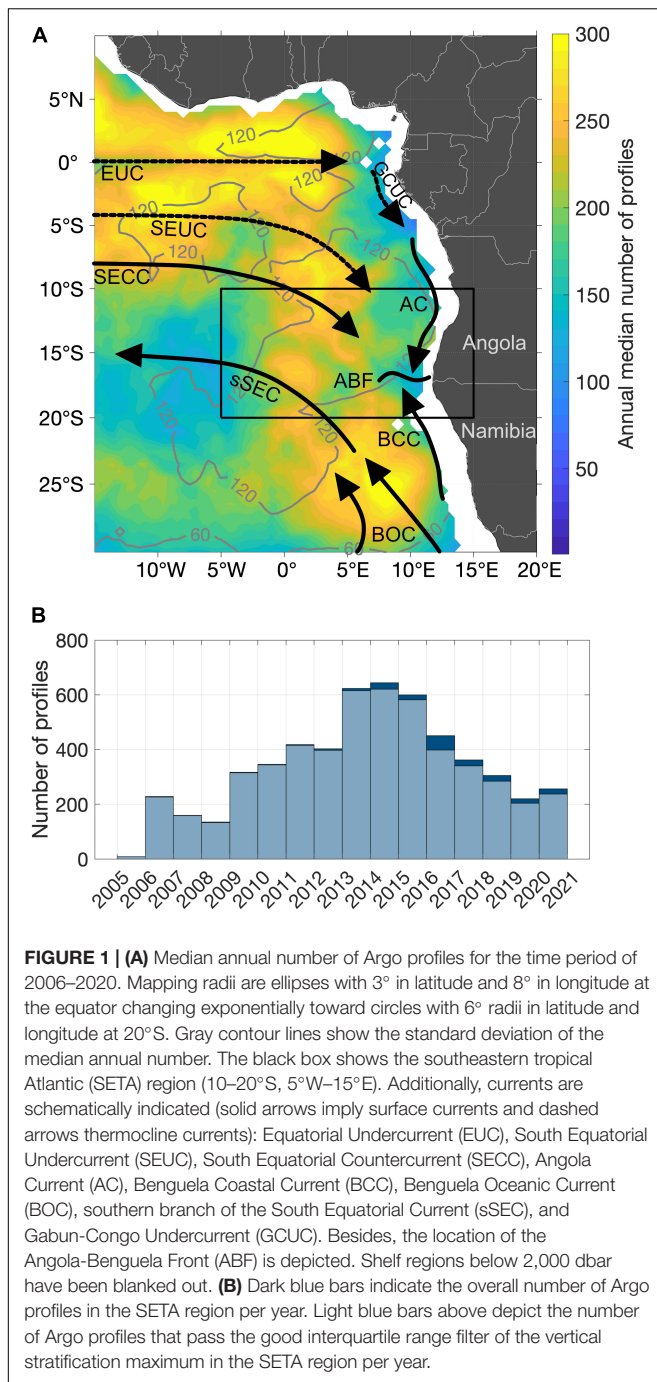 A
5°N
0°
5°S
10°S
15°S
20°S
25°S
10°W
5°W
0°
5°E
10°E
15°E
20°E
120
120
120
120
120
120
120
120
60
60
EUC
GCUC
SEUC
SECC
AC
Angola
ABF
sSEC
Namibia
BCC
BOC
300
250
200
150
100
50
Annual median number of profiles
B
800
600
400
200
0
Number of profiles
2005
2006
2007
2008
2009
2010
2011
2012
2013
2014
2015
2016
2017
2018
2019
2020
2021
FIGURE 1 | (A) Median annual number of Argo profiles for the time period of
2006–2020. Mapping radii are ellipses with 3° in latitude and 8° in longitude at
the equator changing exponentially toward circles with 6° radii in latitude and
longitude at 20°S. Gray contour lines show the standard deviation of the
median annual number. The black box shows the southeastern tropical
Atlantic (SETA) region (10–20°S, 5°W–15°E). Additionally, currents are
schematically indicated (solid arrows imply surface currents and dashed
arrows thermocline currents): Equatorial Undercurrent (EUC), South Equatorial
Undercurrent (SEUC), South Equatorial Countercurrent (SECC), Angola
Current (AC), Benguela Coastal Current (BCC), Benguela Oceanic Current
(BOC), southern branch of the South Equatorial Current (sSEC), and
Gabun-Congo Undercurrent (GCUC). Besides, the location of the
Angola-Benguela Front (ABF) is depicted. Shelf regions below 2,000 dbar
have been blanked out. (B) Dark blue bars indicate the overall number of Argo
profiles in the SETA region per year. Light blue bars above depict the number
of Argo profiles that pass the good interquartile range filter of the vertical
stratification maximum in the SETA region per year.